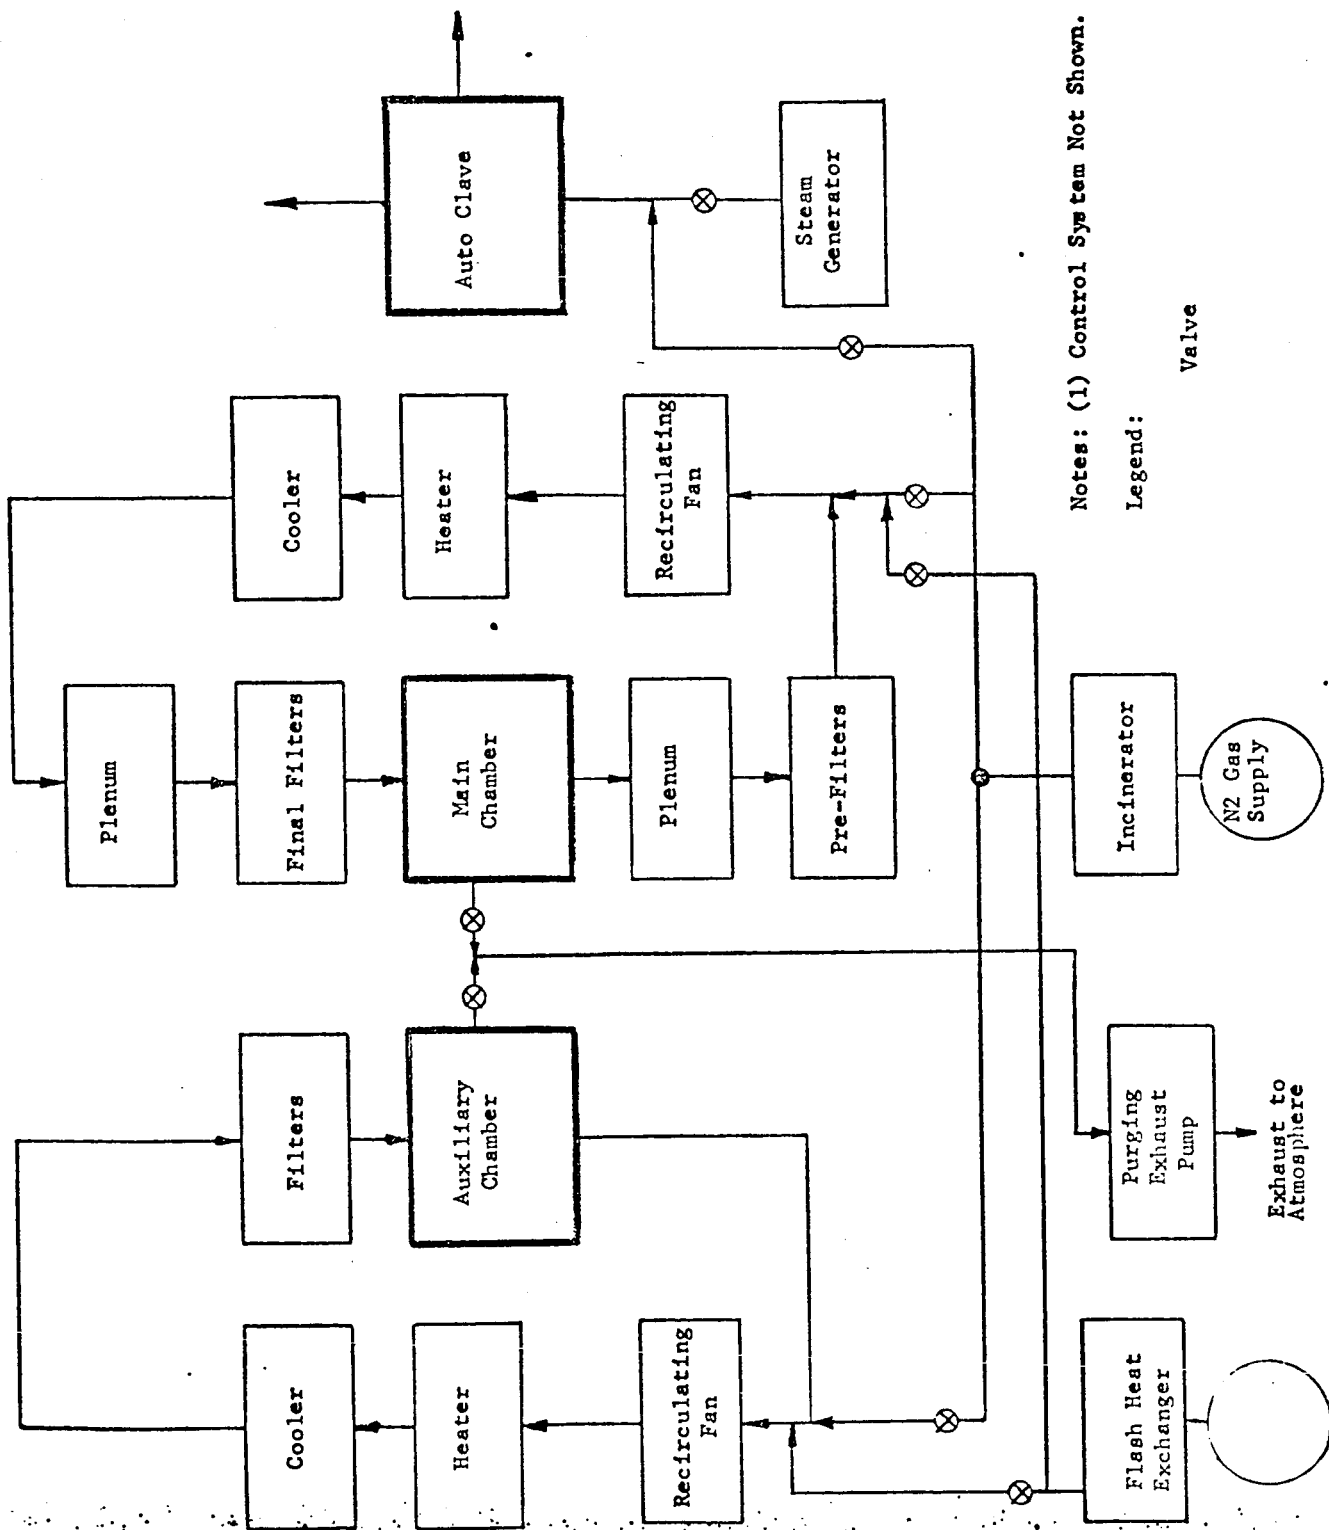 Auto Clave
Steam
Generator
Cooler
Heater
Recirculating
Fan
Plenum
Final Filters
Main
Chamber
Plenum
Pre-Filters
Incinerator
N2 Gas
Supply
Filters
Auxiliary
Chamber
Purging
Exhaust
Pump
Exhaust to
Atmosphere
Cooler
Heater
Recirculating
Fan
Flash Heat
Exchanger
Notes: (1) Control System Not Shown.
Legend:
Valve